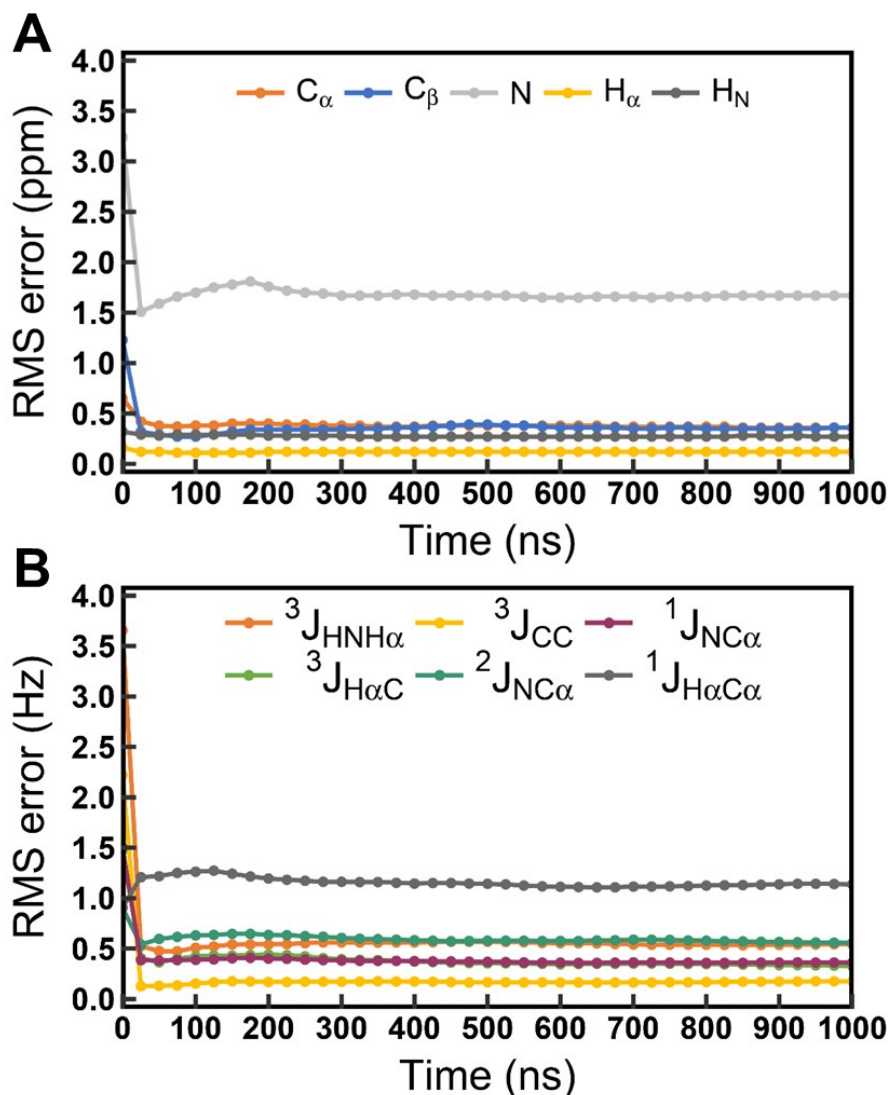 A
RMS error (ppm)
4.0
3.5
3.0
2.5
2.0
1.5
1.0
0.5
0.0
Cα Cβ N Hα HN
0 100 200 300 400 500 600 700 800 900 1000
Time (ns)
B
RMS error (Hz)
4.0
3.5
3.0
2.5
2.0
1.5
1.0
0.5
0.0
3JHNHα 3JCC 1JNCα
3JHαC 2JNCα 1JHαCα
0 100 200 300 400 500 600 700 800 900 1000
Time (ns)